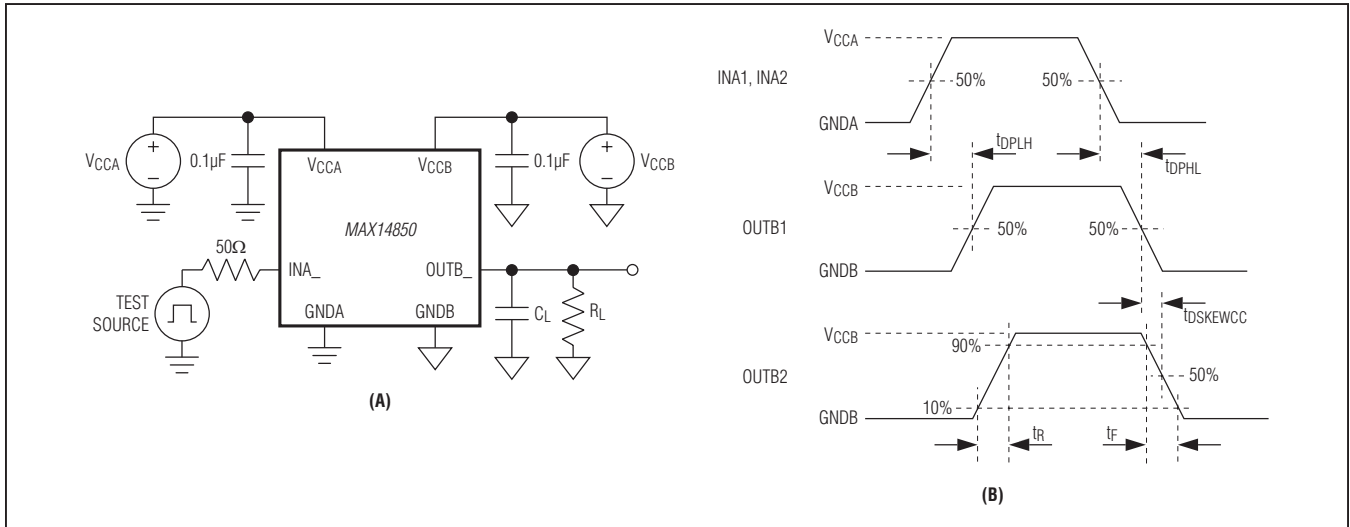 VCCA
0.1µF
VCCA
VCCB
0.1µF
VCCB
MAX14850
50Ω
INA_
OUTB_
TEST
SOURCE
GNDA
GNDB
CL
RL
(A)
VCCA
INA1, INA2
50%
50%
GNDA
tDPLH
tDPHL
VCCB
OUTB1
50%
50%
GNDB
tDSKEWCC
VCCB
90%
OUTB2
50%
10%
GNDB
tR
tF
(B)